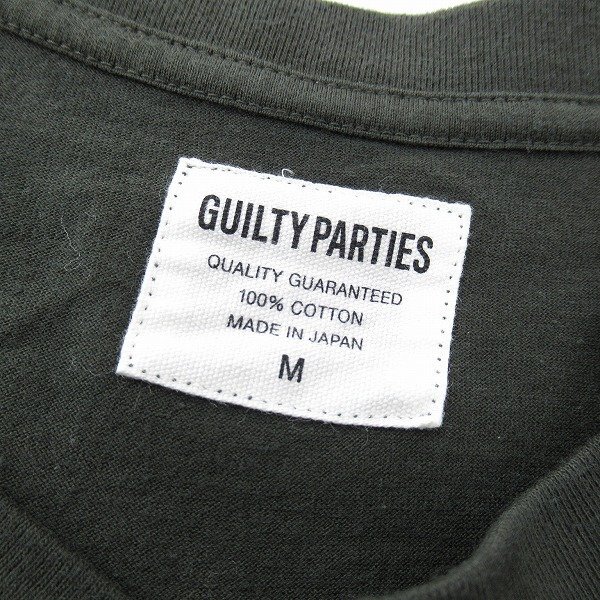 GUILTY PARTIES
QUALITY GUARANTEED
100% COTTON
MADE IN JAPAN
M